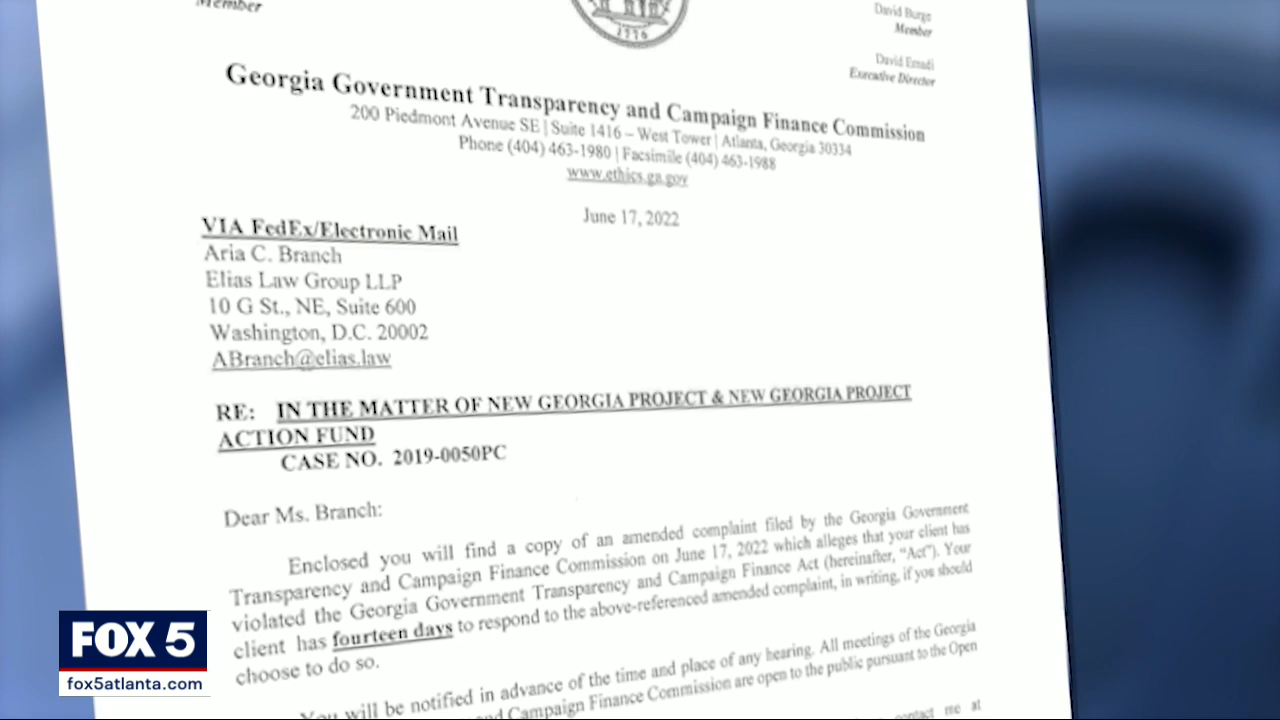 Member
1776
David Burge
Member
David Emadi
Executive Director
Georgia Government Transparency and Campaign Finance Commission
200 Piedmont Avenue SE | Suite 1416 – West Tower | Atlanta, Georgia 30334
Phone (404) 463-1980 | Facsimile (404) 463-1988
www.ethics.ga.gov
June 17, 2022
VIA FedEx/Electronic Mail
Aria C. Branch
Elias Law Group LLP
10 G St., NE, Suite 600
Washington, D.C. 20002
ABranch@elias.law
RE: IN THE MATTER OF NEW GEORGIA PROJECT & NEW GEORGIA PROJECT
ACTION FUND
CASE NO. 2019-0050PC
Dear Ms. Branch:
Enclosed you will find a copy of an amended complaint filed by the Georgia Government
Transparency and Campaign Finance Commission on June 17, 2022 which alleges that your client has
violated the Georgia Government Transparency and Campaign Finance Act (hereinafter, “Act”). Your
client has fourteen days to respond to the above-referenced amended complaint, in writing, if you should
choose to do so.
You will be notified in advance of the time and place of any hearing. All meetings of the Georgia
and Campaign Finance Commission are open to the public pursuant to the Open
contact me at
FOX 5
fox5atlanta.com